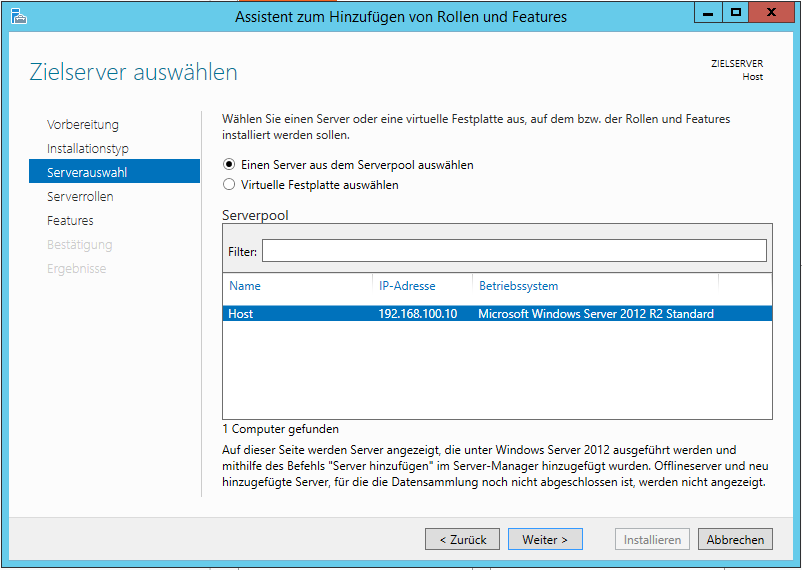 Assistent zum Hinzufügen von Rollen und Features
Zielserver auswählen
ZIELSERVER
Host
Vorbereitung
Installationstyp
Serverauswahl
Serverrollen
Features
Bestätigung
Ergebnisse
Wählen Sie einen Server oder eine virtuelle Festplatte aus, auf dem bzw. der Rollen und Features
installiert werden sollen.
Einen Server aus dem Serverpool auswählen
Virtuelle Festplatte auswählen
Serverpool
Filter:
Name IP-Adresse Betriebssystem
Host 192.168.100.10 Microsoft Windows Server 2012 R2 Standard
1 Computer gefunden
Auf dieser Seite werden Server angezeigt, die unter Windows Server 2012 ausgeführt werden und
mithilfe des Befehls "Server hinzufügen" im Server-Manager hinzugefügt wurden. Offlineserver und neu
hinzugefügte Server, für die die Datensammlung noch nicht abgeschlossen ist, werden nicht angezeigt.
< Zurück Weiter > Installieren Abbrechen